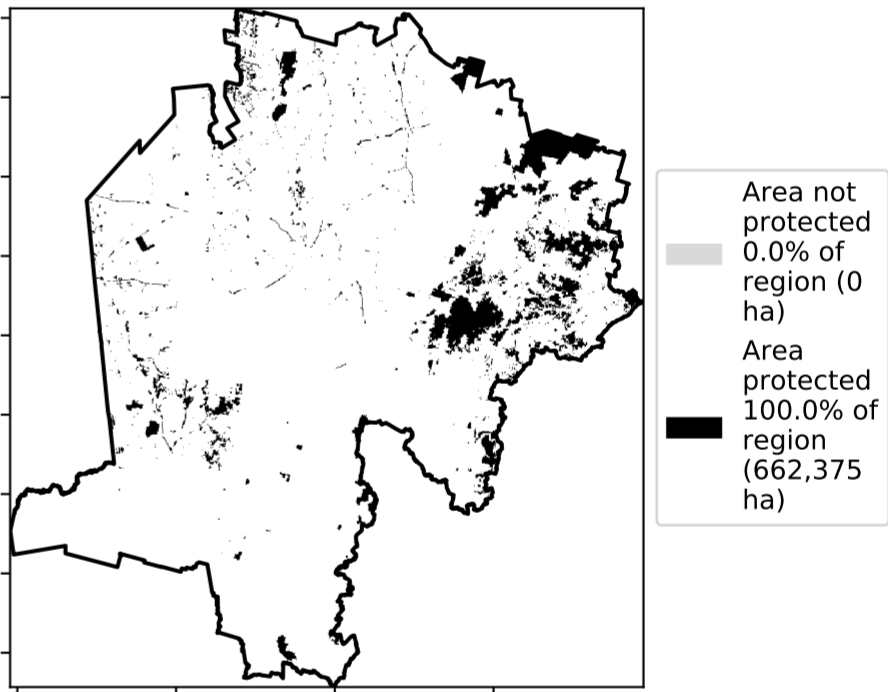 Area not
protected
0.0% of
region (0
ha)
Area
protected
100.0% of
region
(662,375
ha)